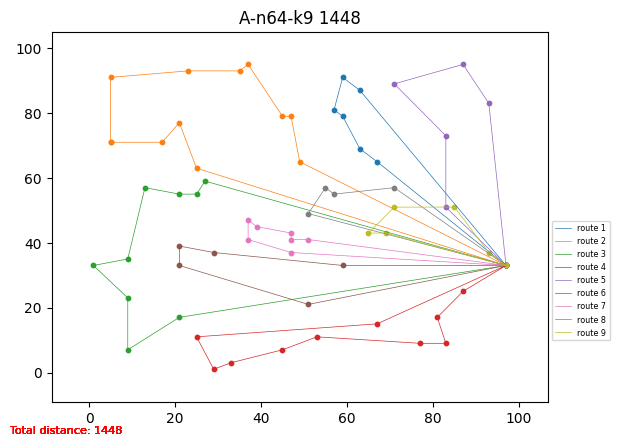 A-n64-k9 1448
100
80
60
40
20
0
0 20 40 60 80 100
route 1
route 2
route 3
route 4
route 5
route 6
route 7
route 8
route 9
Total distance: 1448